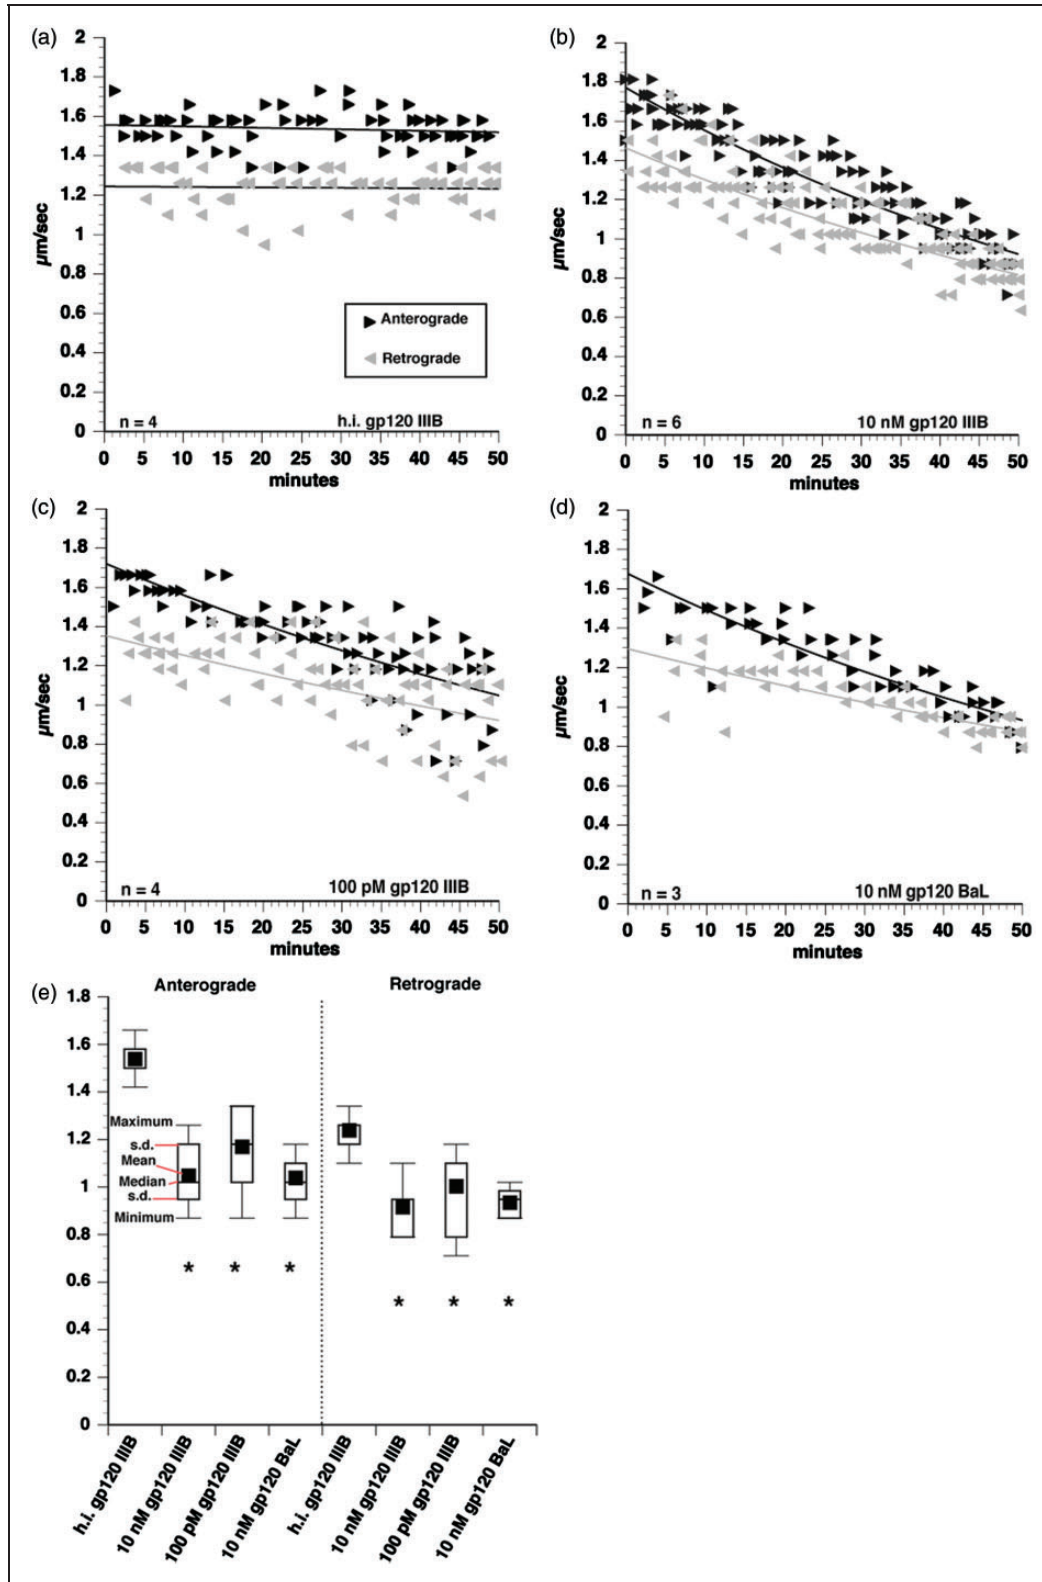 (a)
2
1.8
1.6
1.4
1.2
1
0.8
0.6
0.4
0.2
0
µm/sec
Anterograde
Retrograde
n = 4
h.i. gp120 IIIB
0 5 10 15 20 25 30 35 40 45 50
minutes
(b)
2
1.8
1.6
1.4
1.2
1
0.8
0.6
0.4
0.2
0
µm/sec
n = 6
10 nM gp120 IIIB
0 5 10 15 20 25 30 35 40 45 50
minutes
(c)
2
1.8
1.6
1.4
1.2
1
0.8
0.6
0.4
0.2
0
µm/sec
n = 4
100 pM gp120 IIIB
0 5 10 15 20 25 30 35 40 45 50
minutes
(d)
2
1.8
1.6
1.4
1.2
1
0.8
0.6
0.4
0.2
0
µm/sec
n = 3
10 nM gp120 BaL
0 5 10 15 20 25 30 35 40 45 50
minutes
(e)
Anterograde
Retrograde
1.8
1.6
1.4
1.2
1
0.8
0.6
0.4
0.2
0
µm/sec
Maximum
s.d.
Mean
Median
s.d.
Minimum
* * *
* * *
h.i. gp120 IIIB
10 nM gp120 IIIB
100 pM gp120 IIIB
10 nM gp120 BaL
h.i. gp120 IIIB
10 nM gp120 IIIB
100 pM gp120 IIIB
10 nM gp120 BaL